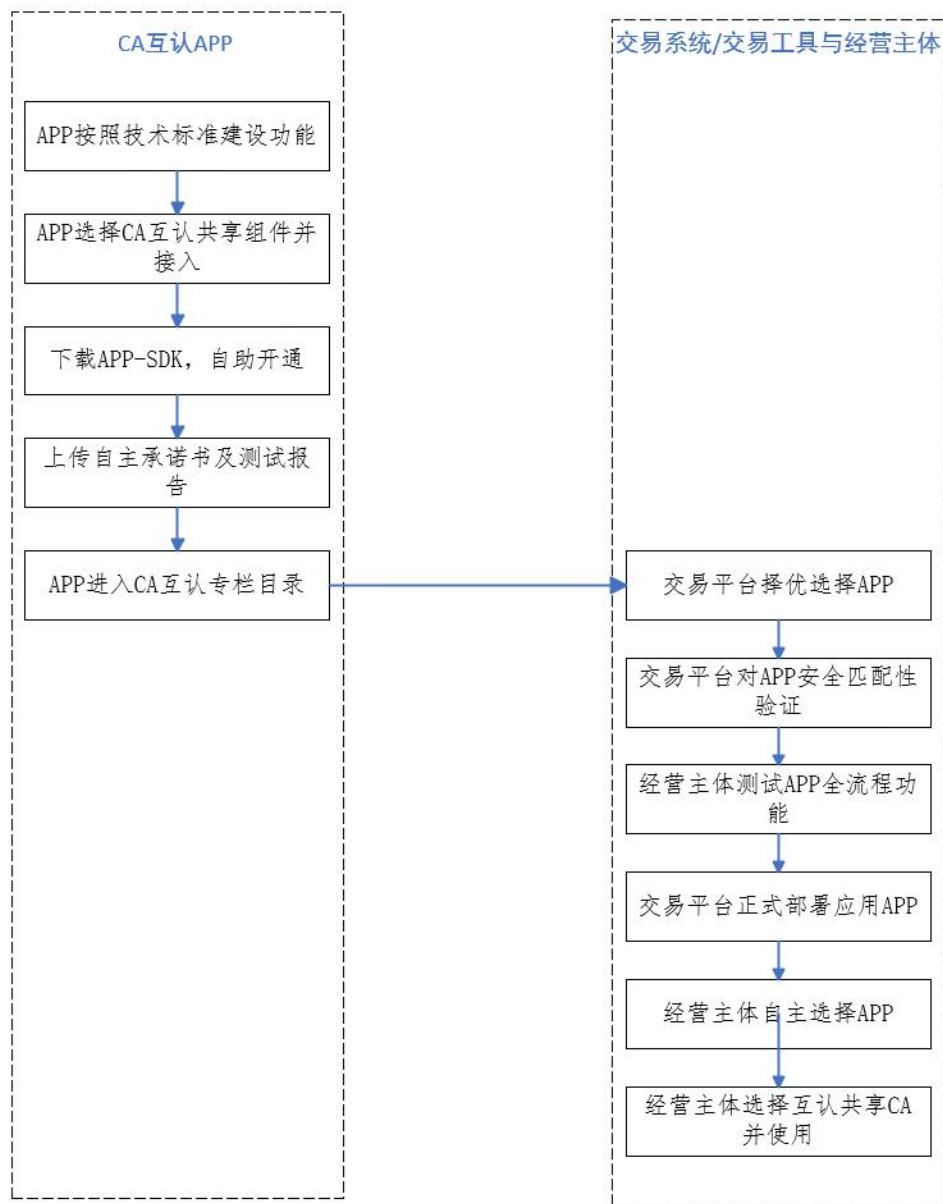 CA互认APP
APP按照技术标准建设功能
APP选择CA互认共享组件并
接入
下载APP-SDK，自助开通
上传自主承诺书及测试报
告
APP进入CA互认专栏目录
交易系统/交易工具与经营主体
交易平台择优选择APP
交易平台对APP安全匹配性
验证
经营主体测试APP全流程功
能
交易平台正式部署应用APP
经营主体自主选择APP
经营主体选择互认共享CA
并使用